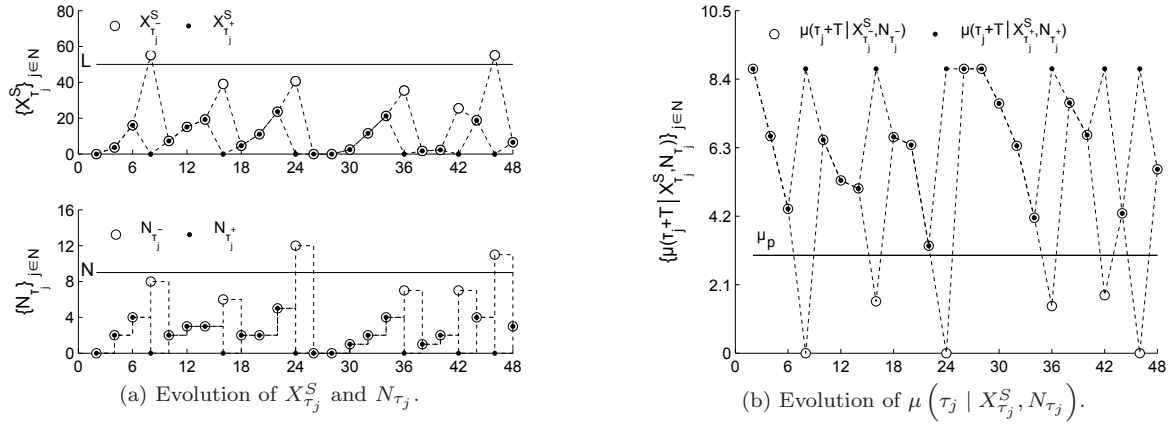 X^S_{τ_j^-} X^S_{τ_j^+}
{X^S_{τ_j}}_{j∈N}
80
60
L
40
20
0
0 6 12 18 24 30 36 42 48
N_{τ_j^-} N_{τ_j^+}
{N_{τ_j}}_{j∈N}
16
12
N
8
4
0
0 6 12 18 24 30 36 42 48
(a) Evolution of X^S_{τ_j} and N_{τ_j}.
μ(τ_j+T | X^S_{τ_j^-},N_{τ_j^-}) μ(τ_j+T | X^S_{τ_j^+},N_{τ_j^+})
{μ(τ_j+T | X^S_{τ_j},N_{τ_j})}_{j∈N}
10.5
8.4
6.3
4.2
μ_p
2.1
0
0 6 12 18 24 30 36 42 48
(b) Evolution of μ (τ_j | X^S_{τ_j}, N_{τ_j}).